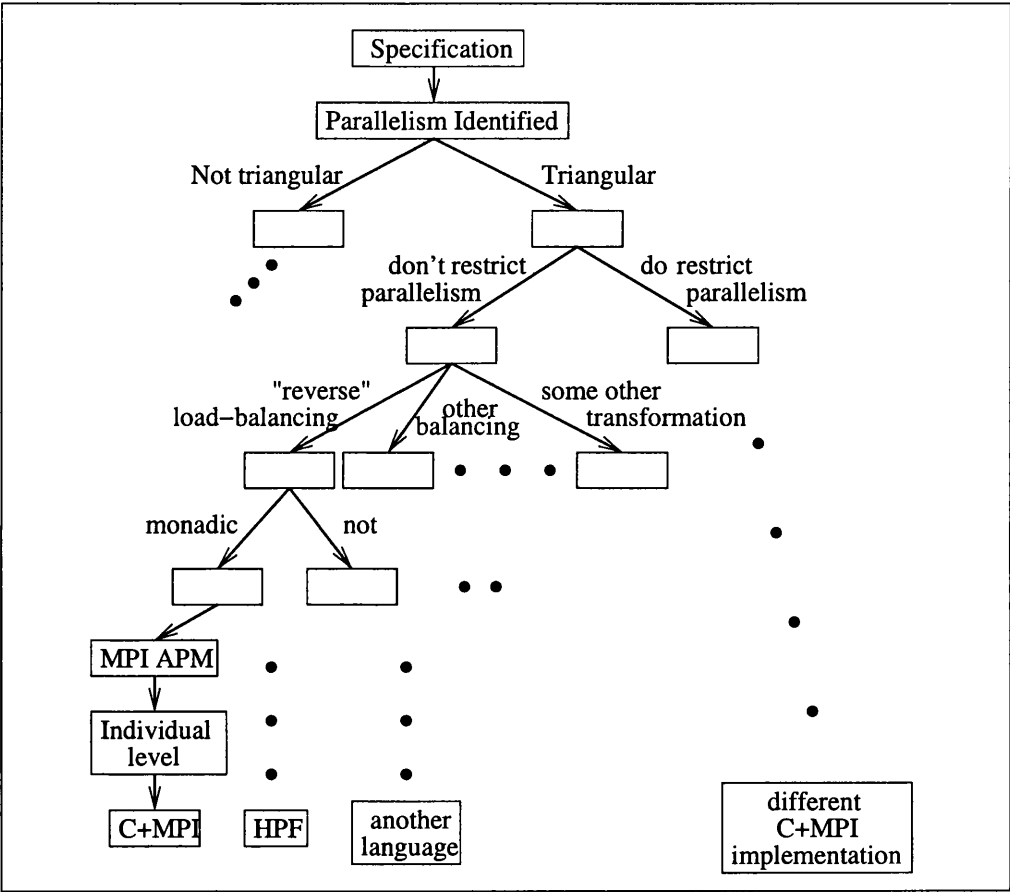 Specification
Parallelism Identified
Not triangular
Triangular
don't restrict
parallelism
do restrict
parallelism
"reverse"
load-balancing
other
balancing
some other
transformation
monadic
not
MPI APM
Individual
level
C+MPI
HPF
another
language
different
C+MPI
implementation